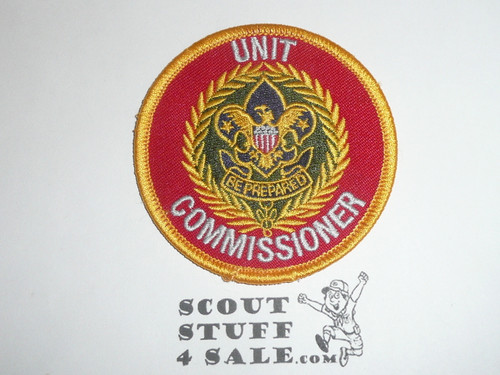 UNIT
BE PREPARED
COMMISSIONER
SCOUT
STUFF
4 SALE.com